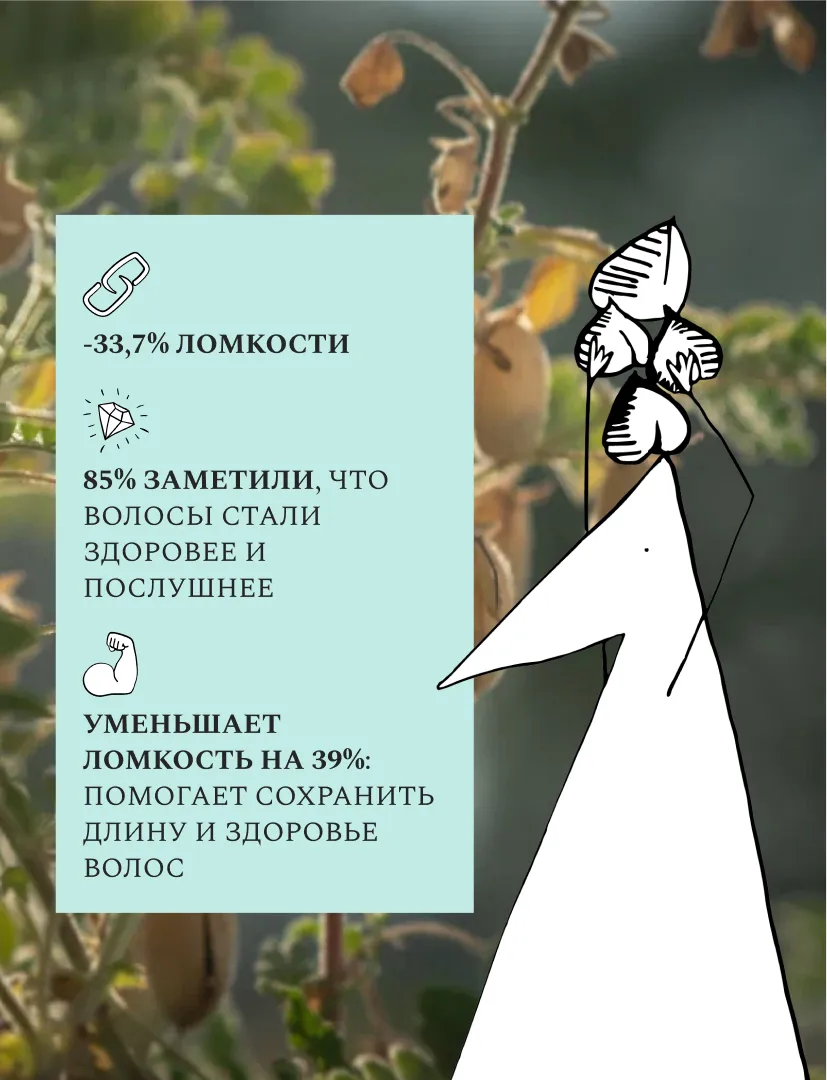 -33,7% ЛОМКОСТИ
85% ЗАМЕТИЛИ, ЧТО
ВОЛОСЫ СТАЛИ
ЗДОРОВЕЕ И
ПОСЛУШНЕЕ
УМЕНЬШАЕТ
ЛОМКОСТЬ НА 39%:
ПОМОГАЕТ СОХРАНИТЬ
ДЛИНУ И ЗДОРОВЬЕ
ВОЛОС